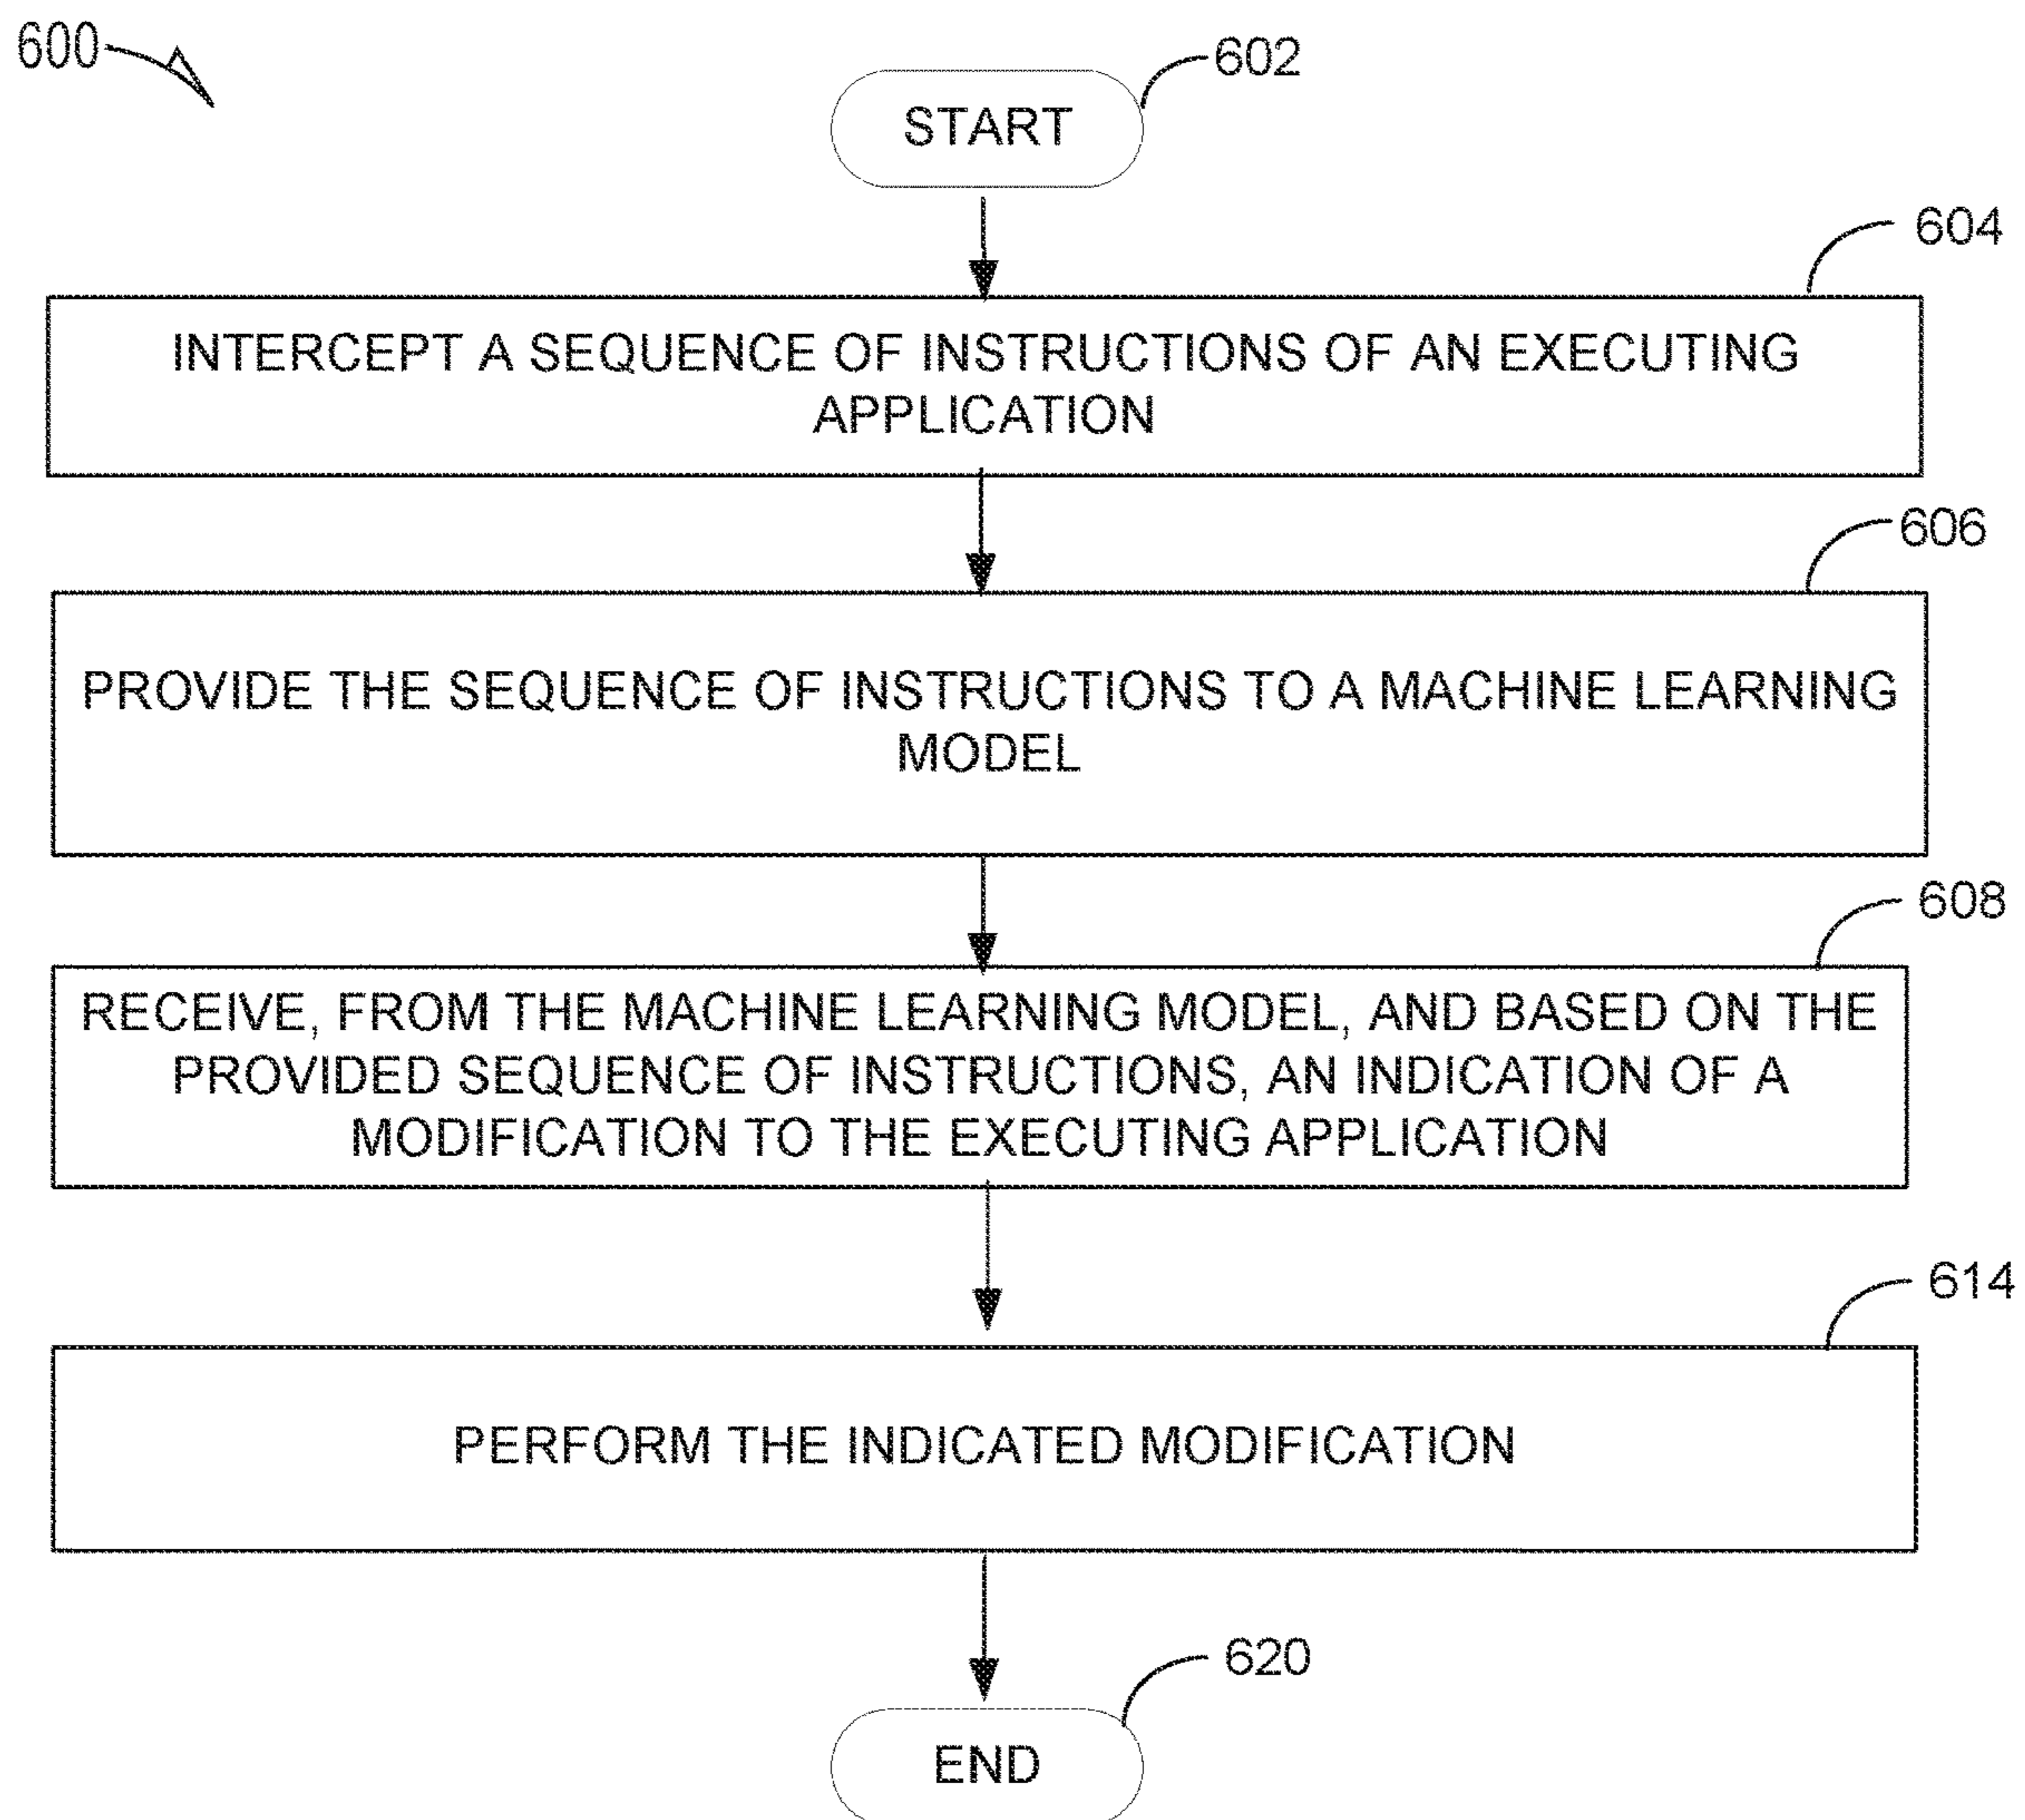 600
602
START
604
INTERCEPT A SEQUENCE OF INSTRUCTIONS OF AN EXECUTING
APPLICATION
606
PROVIDE THE SEQUENCE OF INSTRUCTIONS TO A MACHINE LEARNING
MODEL
608
RECEIVE, FROM THE MACHINE LEARNING MODEL, AND BASED ON THE
PROVIDED SEQUENCE OF INSTRUCTIONS, AN INDICATION OF A
MODIFICATION TO THE EXECUTING APPLICATION
614
PERFORM THE INDICATED MODIFICATION
620
END